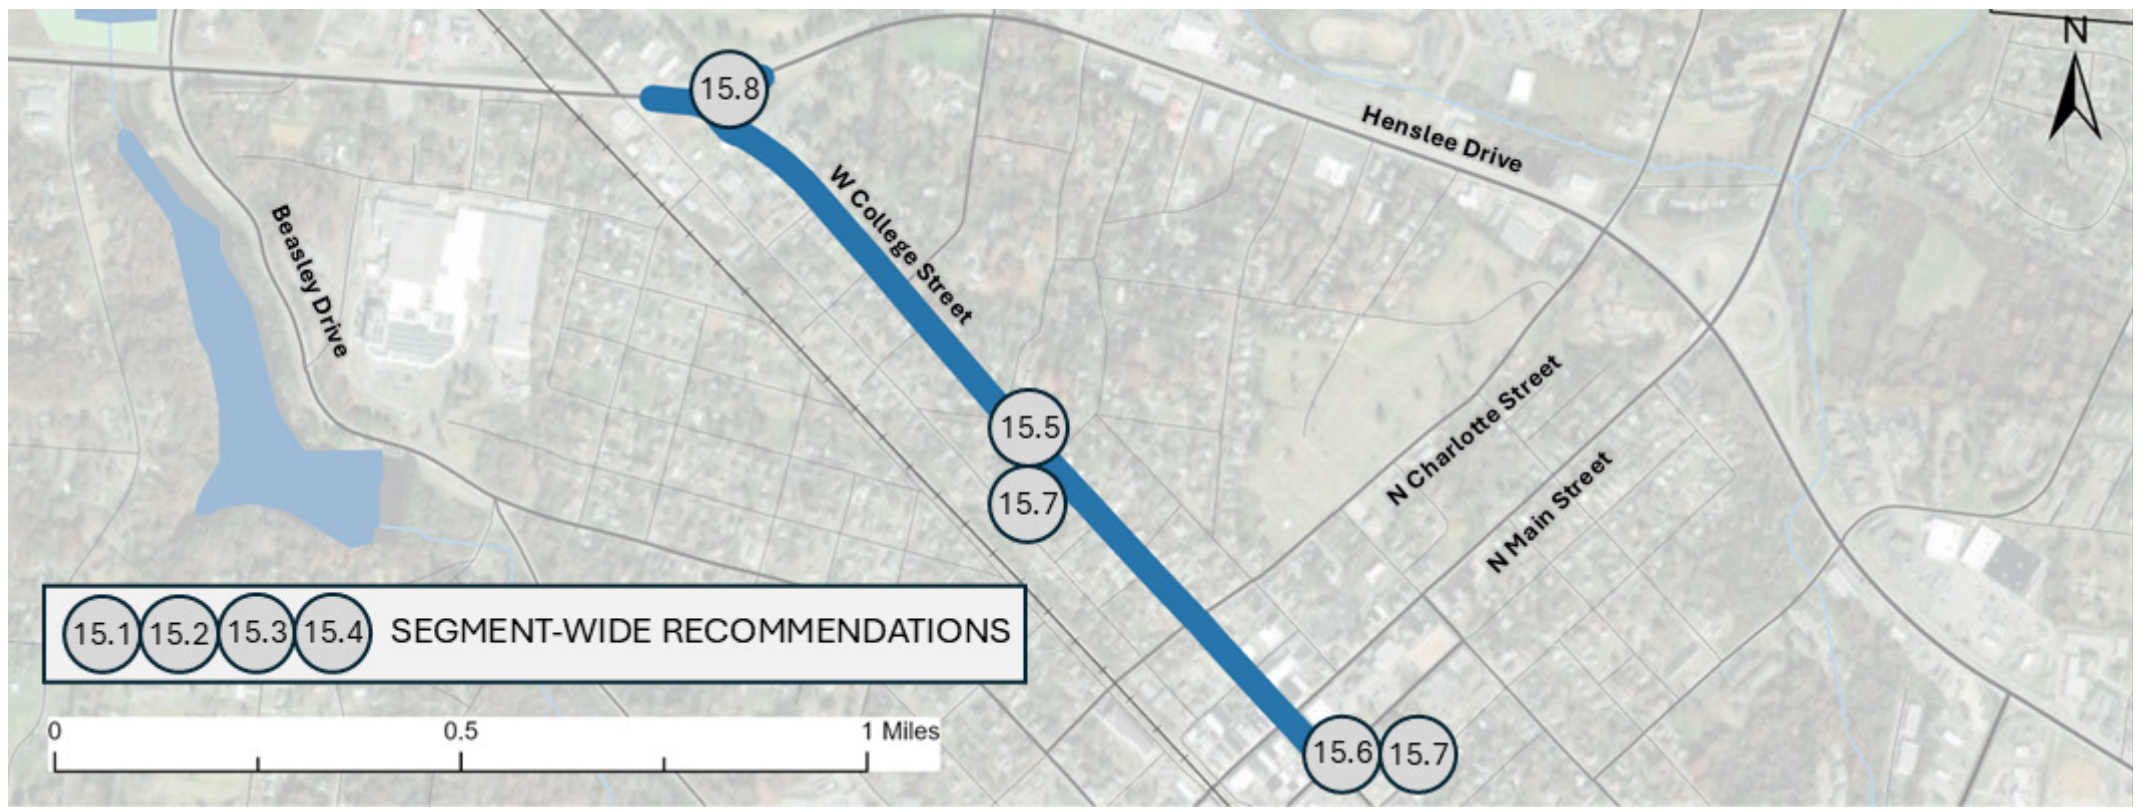 N
15.8
Henslee Drive
W College Street
Beasley Drive
15.5
N Charlotte Street
15.7
N Main Street
15.1 15.2 15.3 15.4 SEGMENT-WIDE RECOMMENDATIONS
0 0.5 1 Miles
15.6 15.7